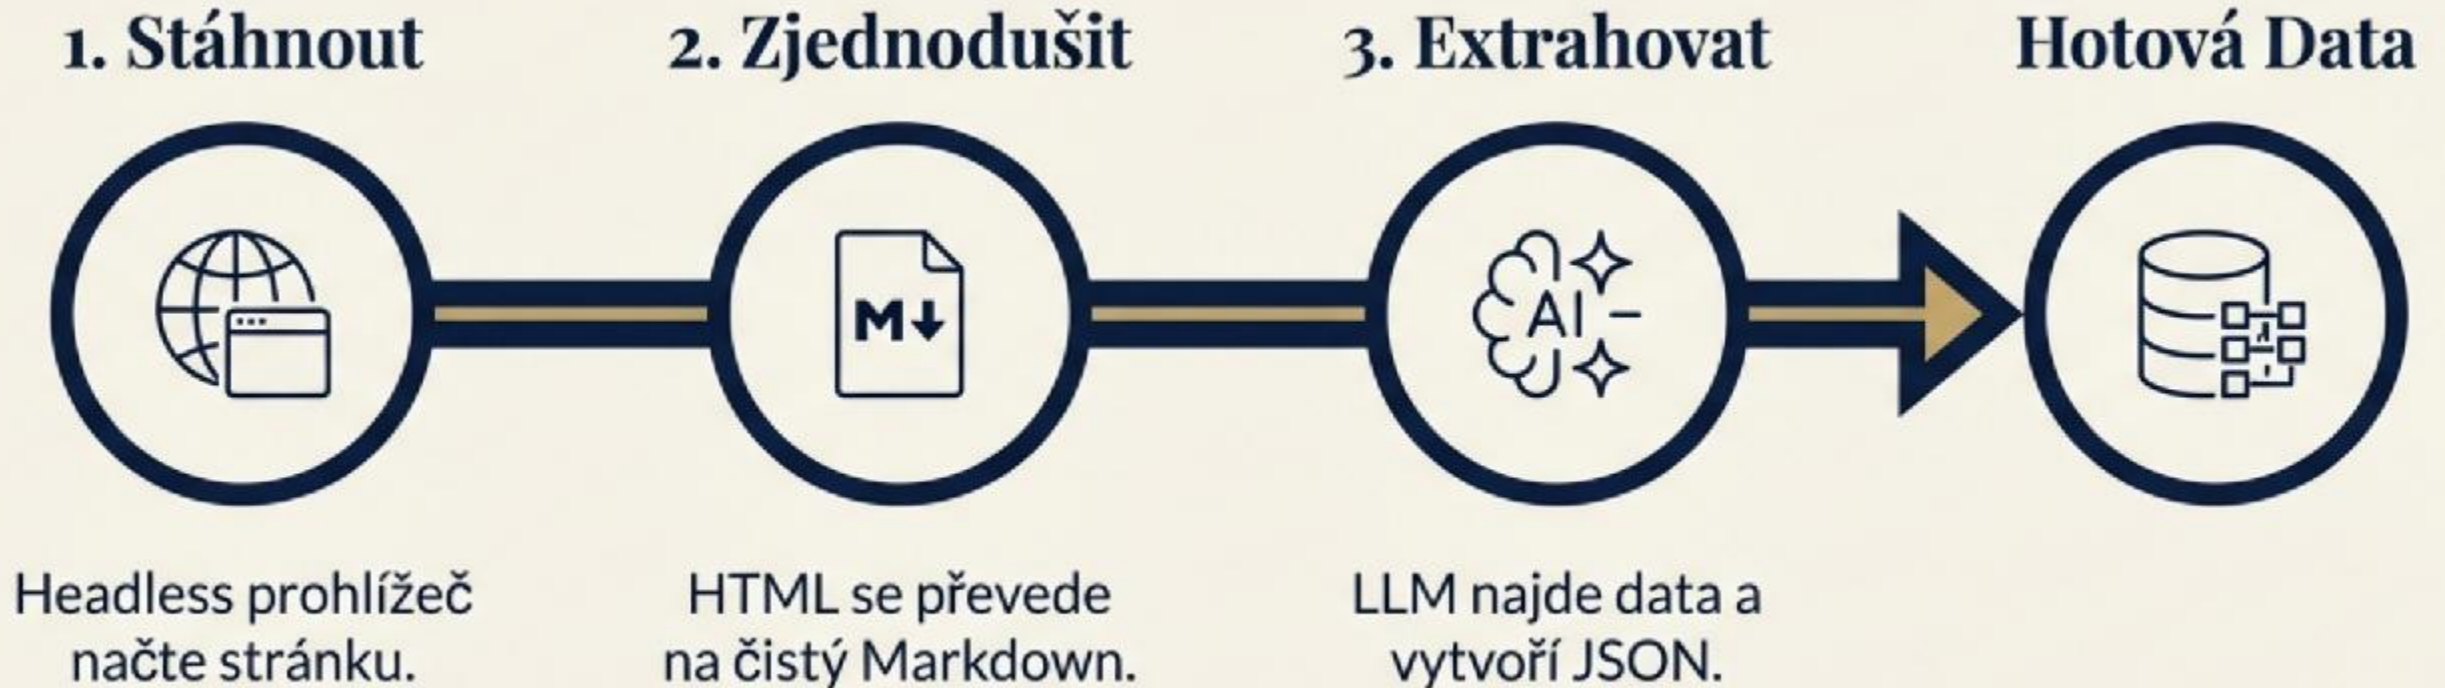 1. Stáhnout
2. Zjednodušit
3. Extrahovat
Hotová Data
M
AI
Headless prohlížeč
načte stránku.
HTML se převede
na čistý Markdown.
LLM najde data a
vytvoří JSON.